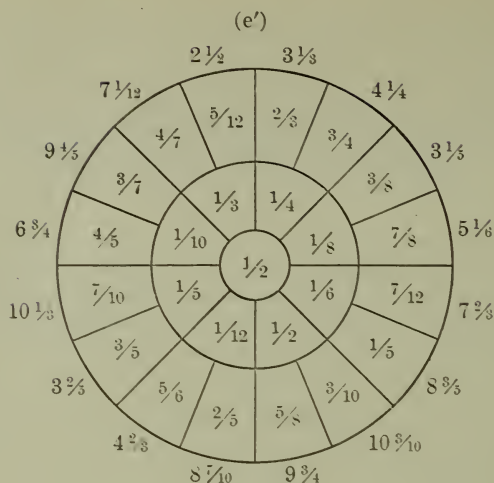 (e′)
2 1/2 3 1/3
7 1/12 4 1/4
5/12 2/3
4/7 3/4
9 4/5 3 1/5
3/7 1/3 1/4 3/8
6 3/4 4/5 1/10 1/8 7/8 5 1/6
1/2
10 1/3 7/10 1/5 1/6 7/12 7 2/3
1/12 1/2
3/5 1/5
3 2/5 5/6 3/10 8 3/5
2/5 5/8
4 2/3 10 3/10
8 7/10 9 3/4